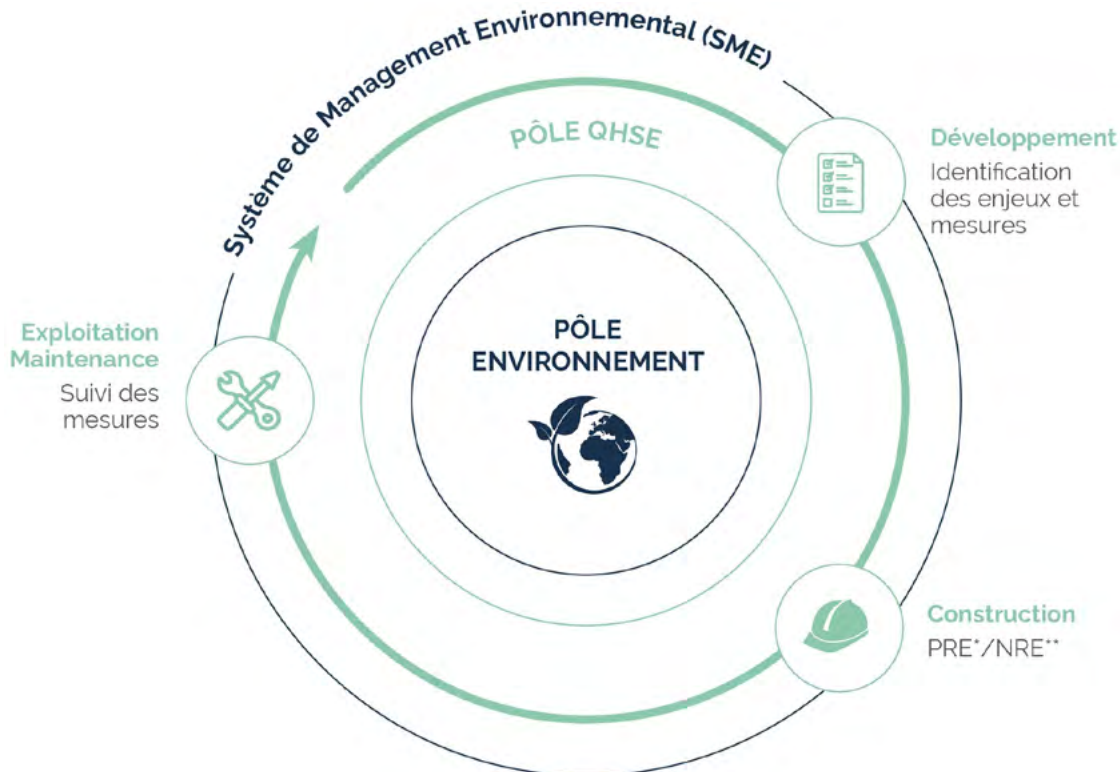 Système de Management Environnemental (SME)
PÔLE QHSE
Développement
Identification
des enjeux et
mesures
PÔLE
ENVIRONNEMENT
Exploitation
Maintenance
Suivi des
mesures
Construction
PRE*/NRE**